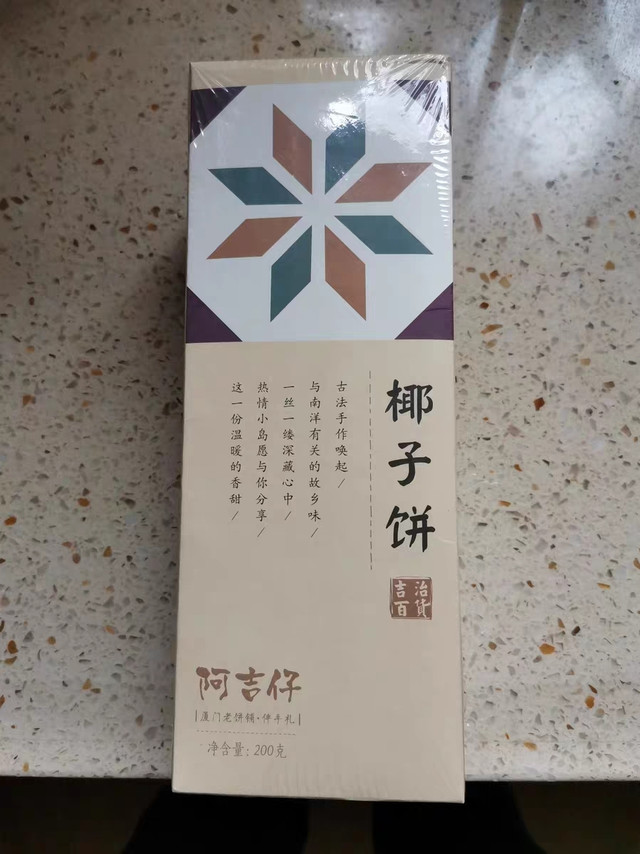 椰子饼
吉治百货
古法手作唤起/
与南洋有关的故乡味/
一丝一缕深藏心中/
热情小岛愿与你分享/
这一份温暖的香甜/
阿吉仔
厦门老饼铺·伴手礼
净含量：200克